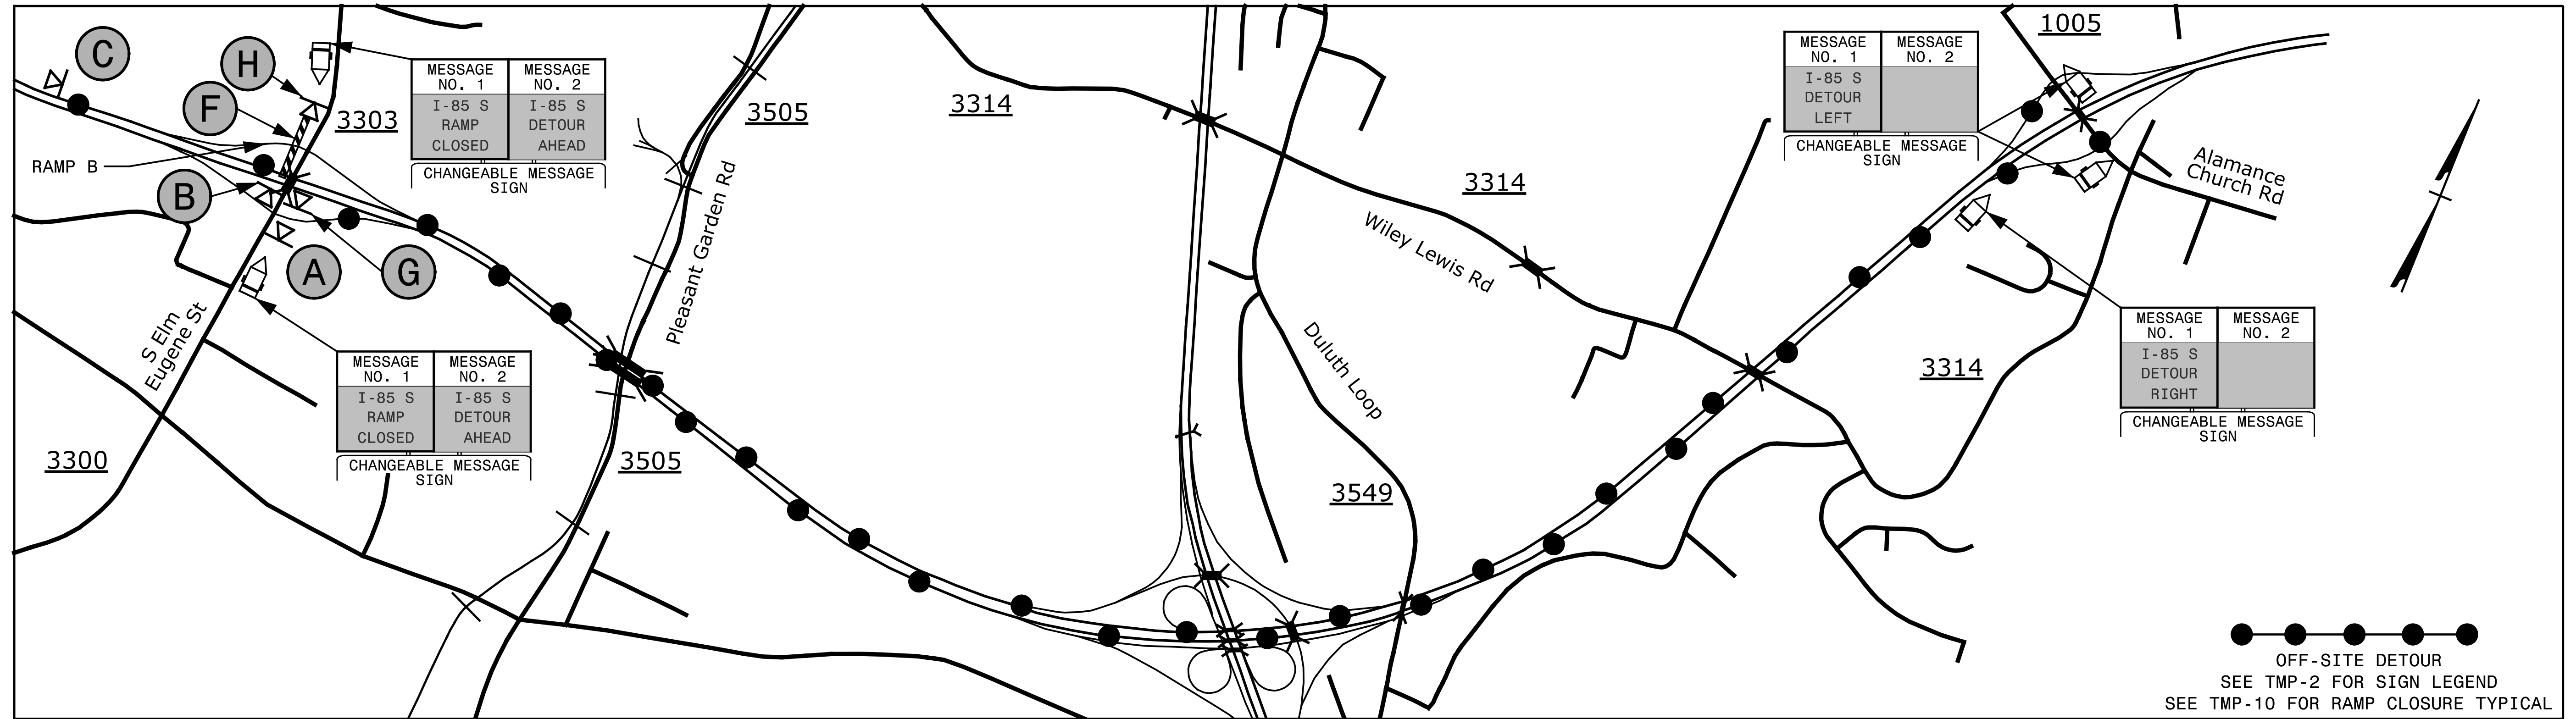 C
H
F
RAMP B
B
A
G
3303
MESSAGE NO. 1
MESSAGE NO. 2
I-85 S
RAMP
CLOSED
I-85 S
DETOUR
AHEAD
CHANGEABLE MESSAGE
SIGN
3505
Pleasant Garden Rd
3314
3314
Wiley Lewis Rd
MESSAGE NO. 1
MESSAGE NO. 2
I-85 S
DETOUR
LEFT
CHANGEABLE MESSAGE
SIGN
1005
Alamance
Church Rd
S Elm
Eugene St
MESSAGE NO. 1
MESSAGE NO. 2
I-85 S
RAMP
CLOSED
I-85 S
DETOUR
AHEAD
CHANGEABLE MESSAGE
SIGN
3300
3505
Duluth Loop
3549
3314
MESSAGE NO. 1
MESSAGE NO. 2
I-85 S
DETOUR
RIGHT
CHANGEABLE MESSAGE
SIGN
OFF-SITE DETOUR
SEE TMP-2 FOR SIGN LEGEND
SEE TMP-10 FOR RAMP CLOSURE TYPICAL